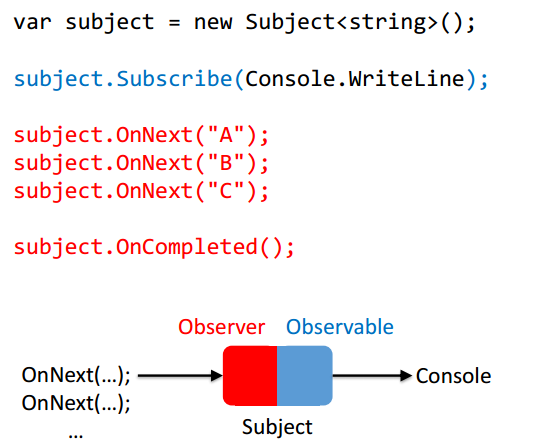 var subject = new Subject<string>();
subject.Subscribe(Console.WriteLine);
subject.OnNext("A");
subject.OnNext("B");
subject.OnNext("C");
subject.OnCompleted();
Observer Observable
OnNext(…);
Console
OnNext(…);
…
Subject